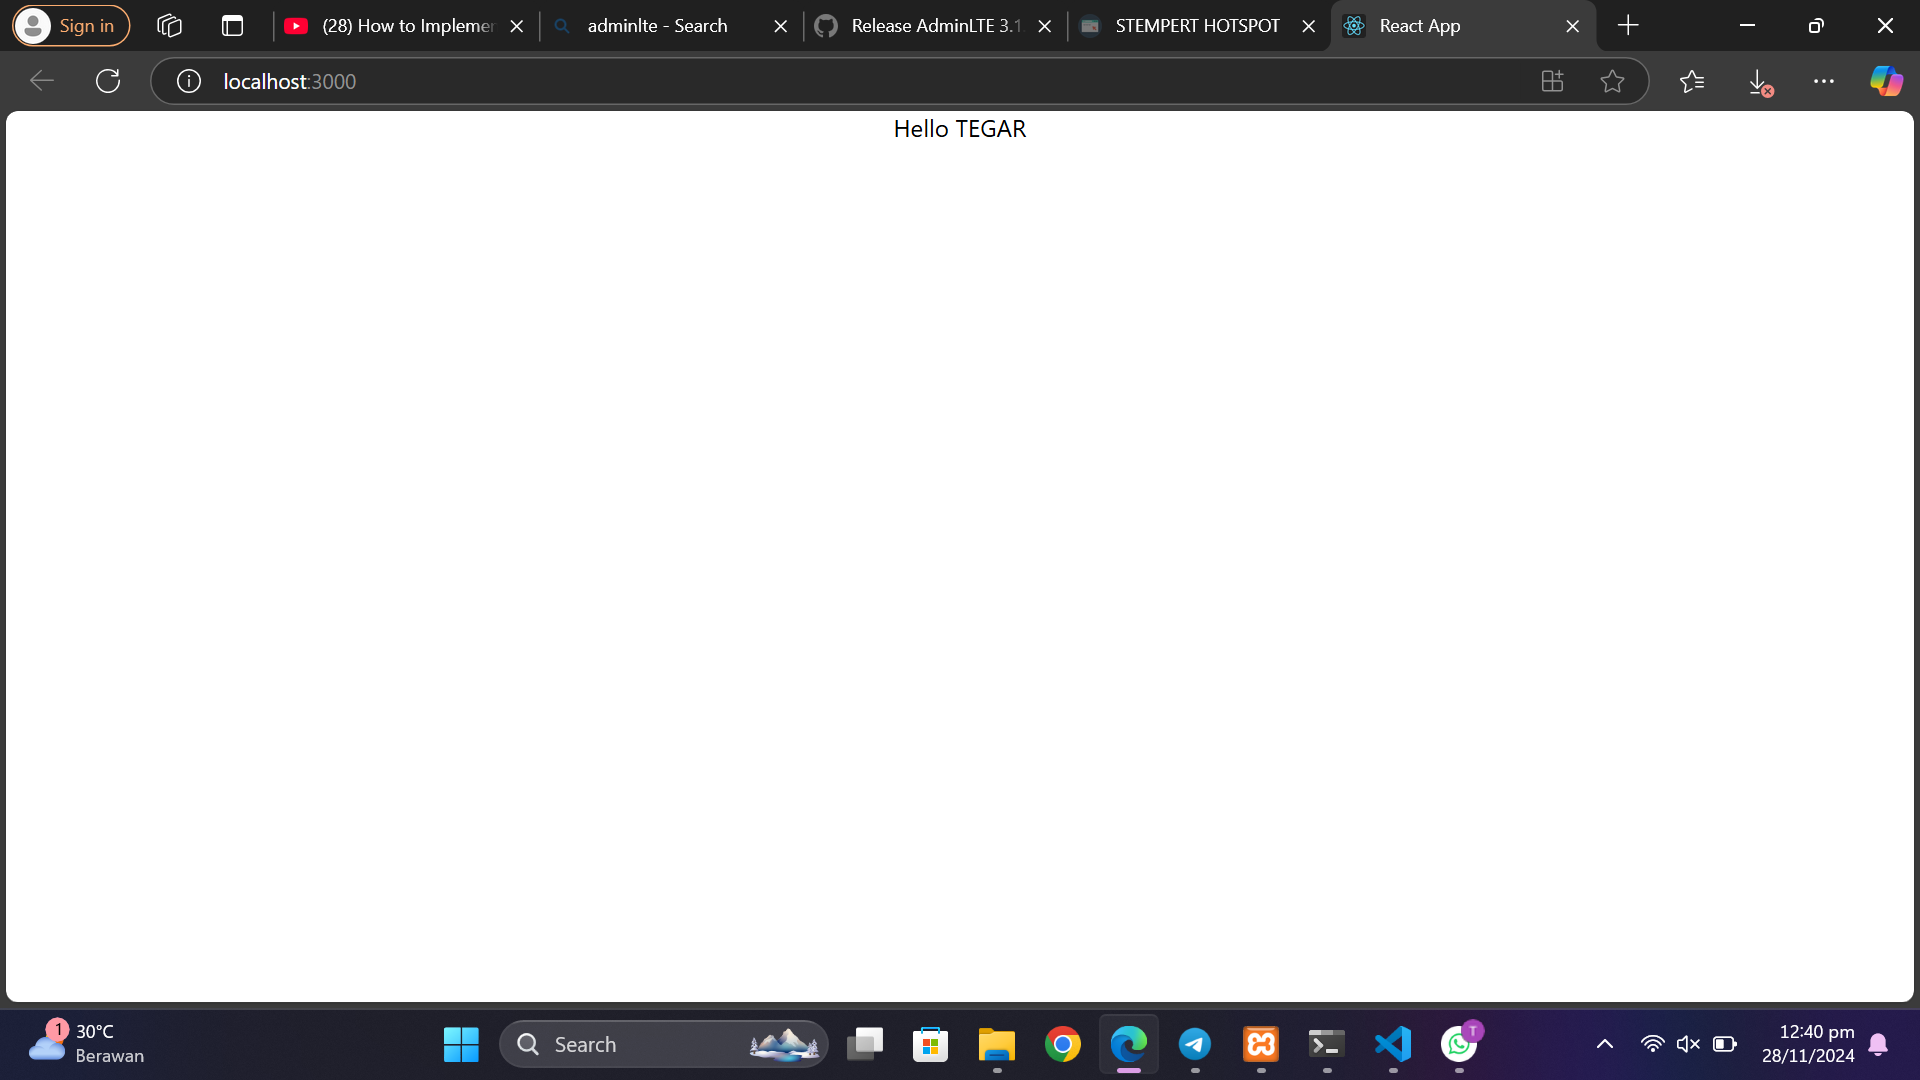 Sign in
(28) How to Implemen
adminlte - Search
Release AdminLTE 3.1.
STEMPERT HOTSPOT
React App
localhost:3000
Hello TEGAR
1
30°C
Berawan
Search
T
12:40 pm
28/11/2024